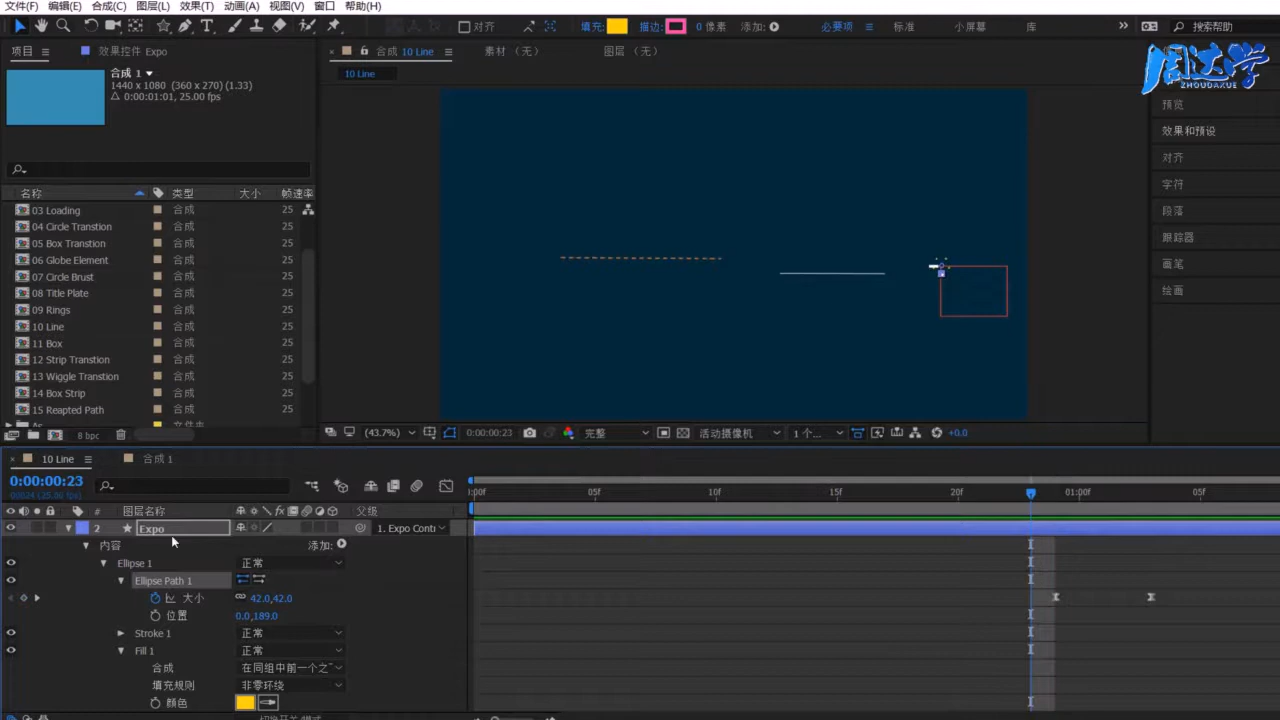 文件(F) 编辑(E) 合成(C) 图层(L) 效果(T) 动画(A) 视图(V) 窗口 帮助(H)
对齐 填充: 描边: 0 像素 添加: 必要项 标准 小屏幕 库 搜索帮助
项目 效果控件 Expo 合成 10 Line 素材 (无) 图层 (无)
周达学
ZHOUDAXUE
合成 1
1440 x 1080 (360 x 270) (1.33)
Δ 0:00:01:01, 25.00 fps
10 Line
预览
效果和预设
对齐
字符
段落
跟踪器
画笔
绘画
名称 类型 大小 帧速率
03 Loading 合成 25
04 Circle Transtion 合成 25
05 Box Transtion 合成 25
06 Globe Element 合成 25
07 Circle Brust 合成 25
08 Title Plate 合成 25
09 Rings 合成 25
10 Line 合成 25
11 Box 合成 25
12 Strip Transtion 合成 25
13 Wiggle Transtion 合成 25
14 Box Strip 合成 25
15 Reapted Path 合成 25
8 bpc
(43.7%) 0:00:00:23 完整 活动摄像机 1 个... +0.0
10 Line 合成 1
0:00:00:23
:00f 05f 10f 15f 20f 01:00f 05f
# 图层名称 父级
2 Expo 1. Expo Conti
内容 添加:
Ellipse 1 正常
Ellipse Path 1
大小 42.0,42.0
位置 0.0,189.0
Stroke 1 正常
Fill 1 正常
合成 在同组中前一个之
填充规则 非零环绕
颜色
切换开关/模式